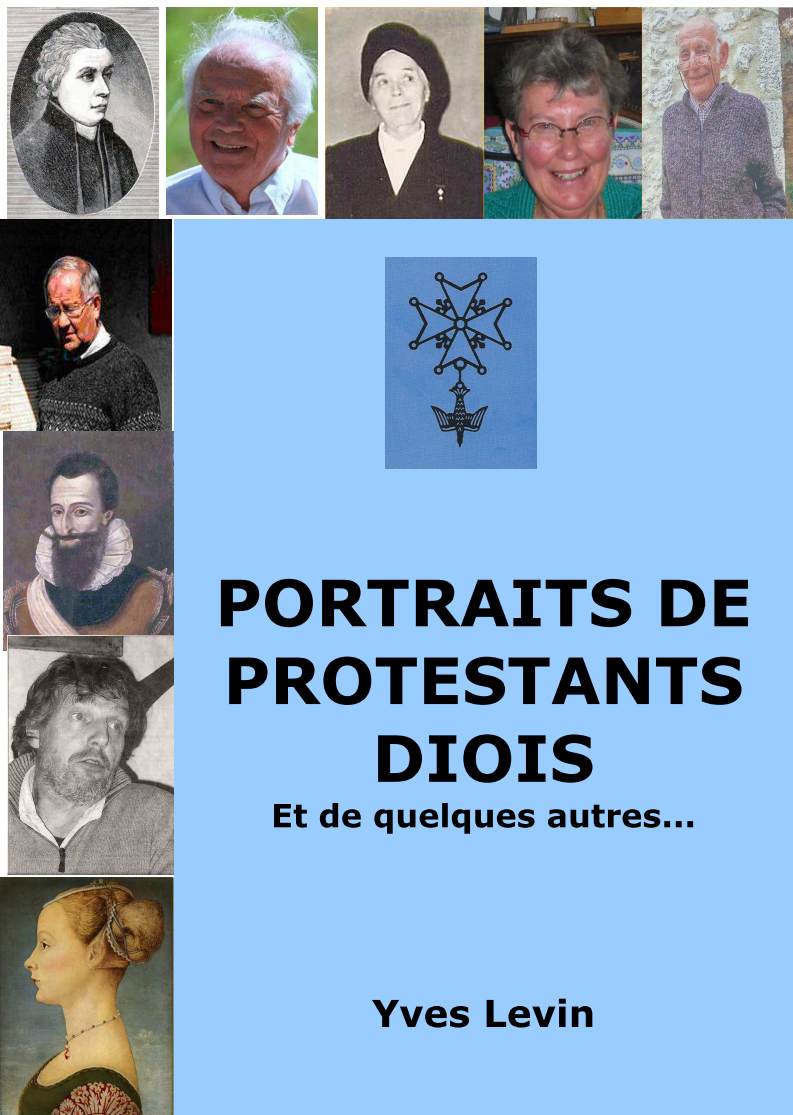 PORTRAITS DE
PROTESTANTS
DIOIS
Et de quelques autres...
Yves Levin